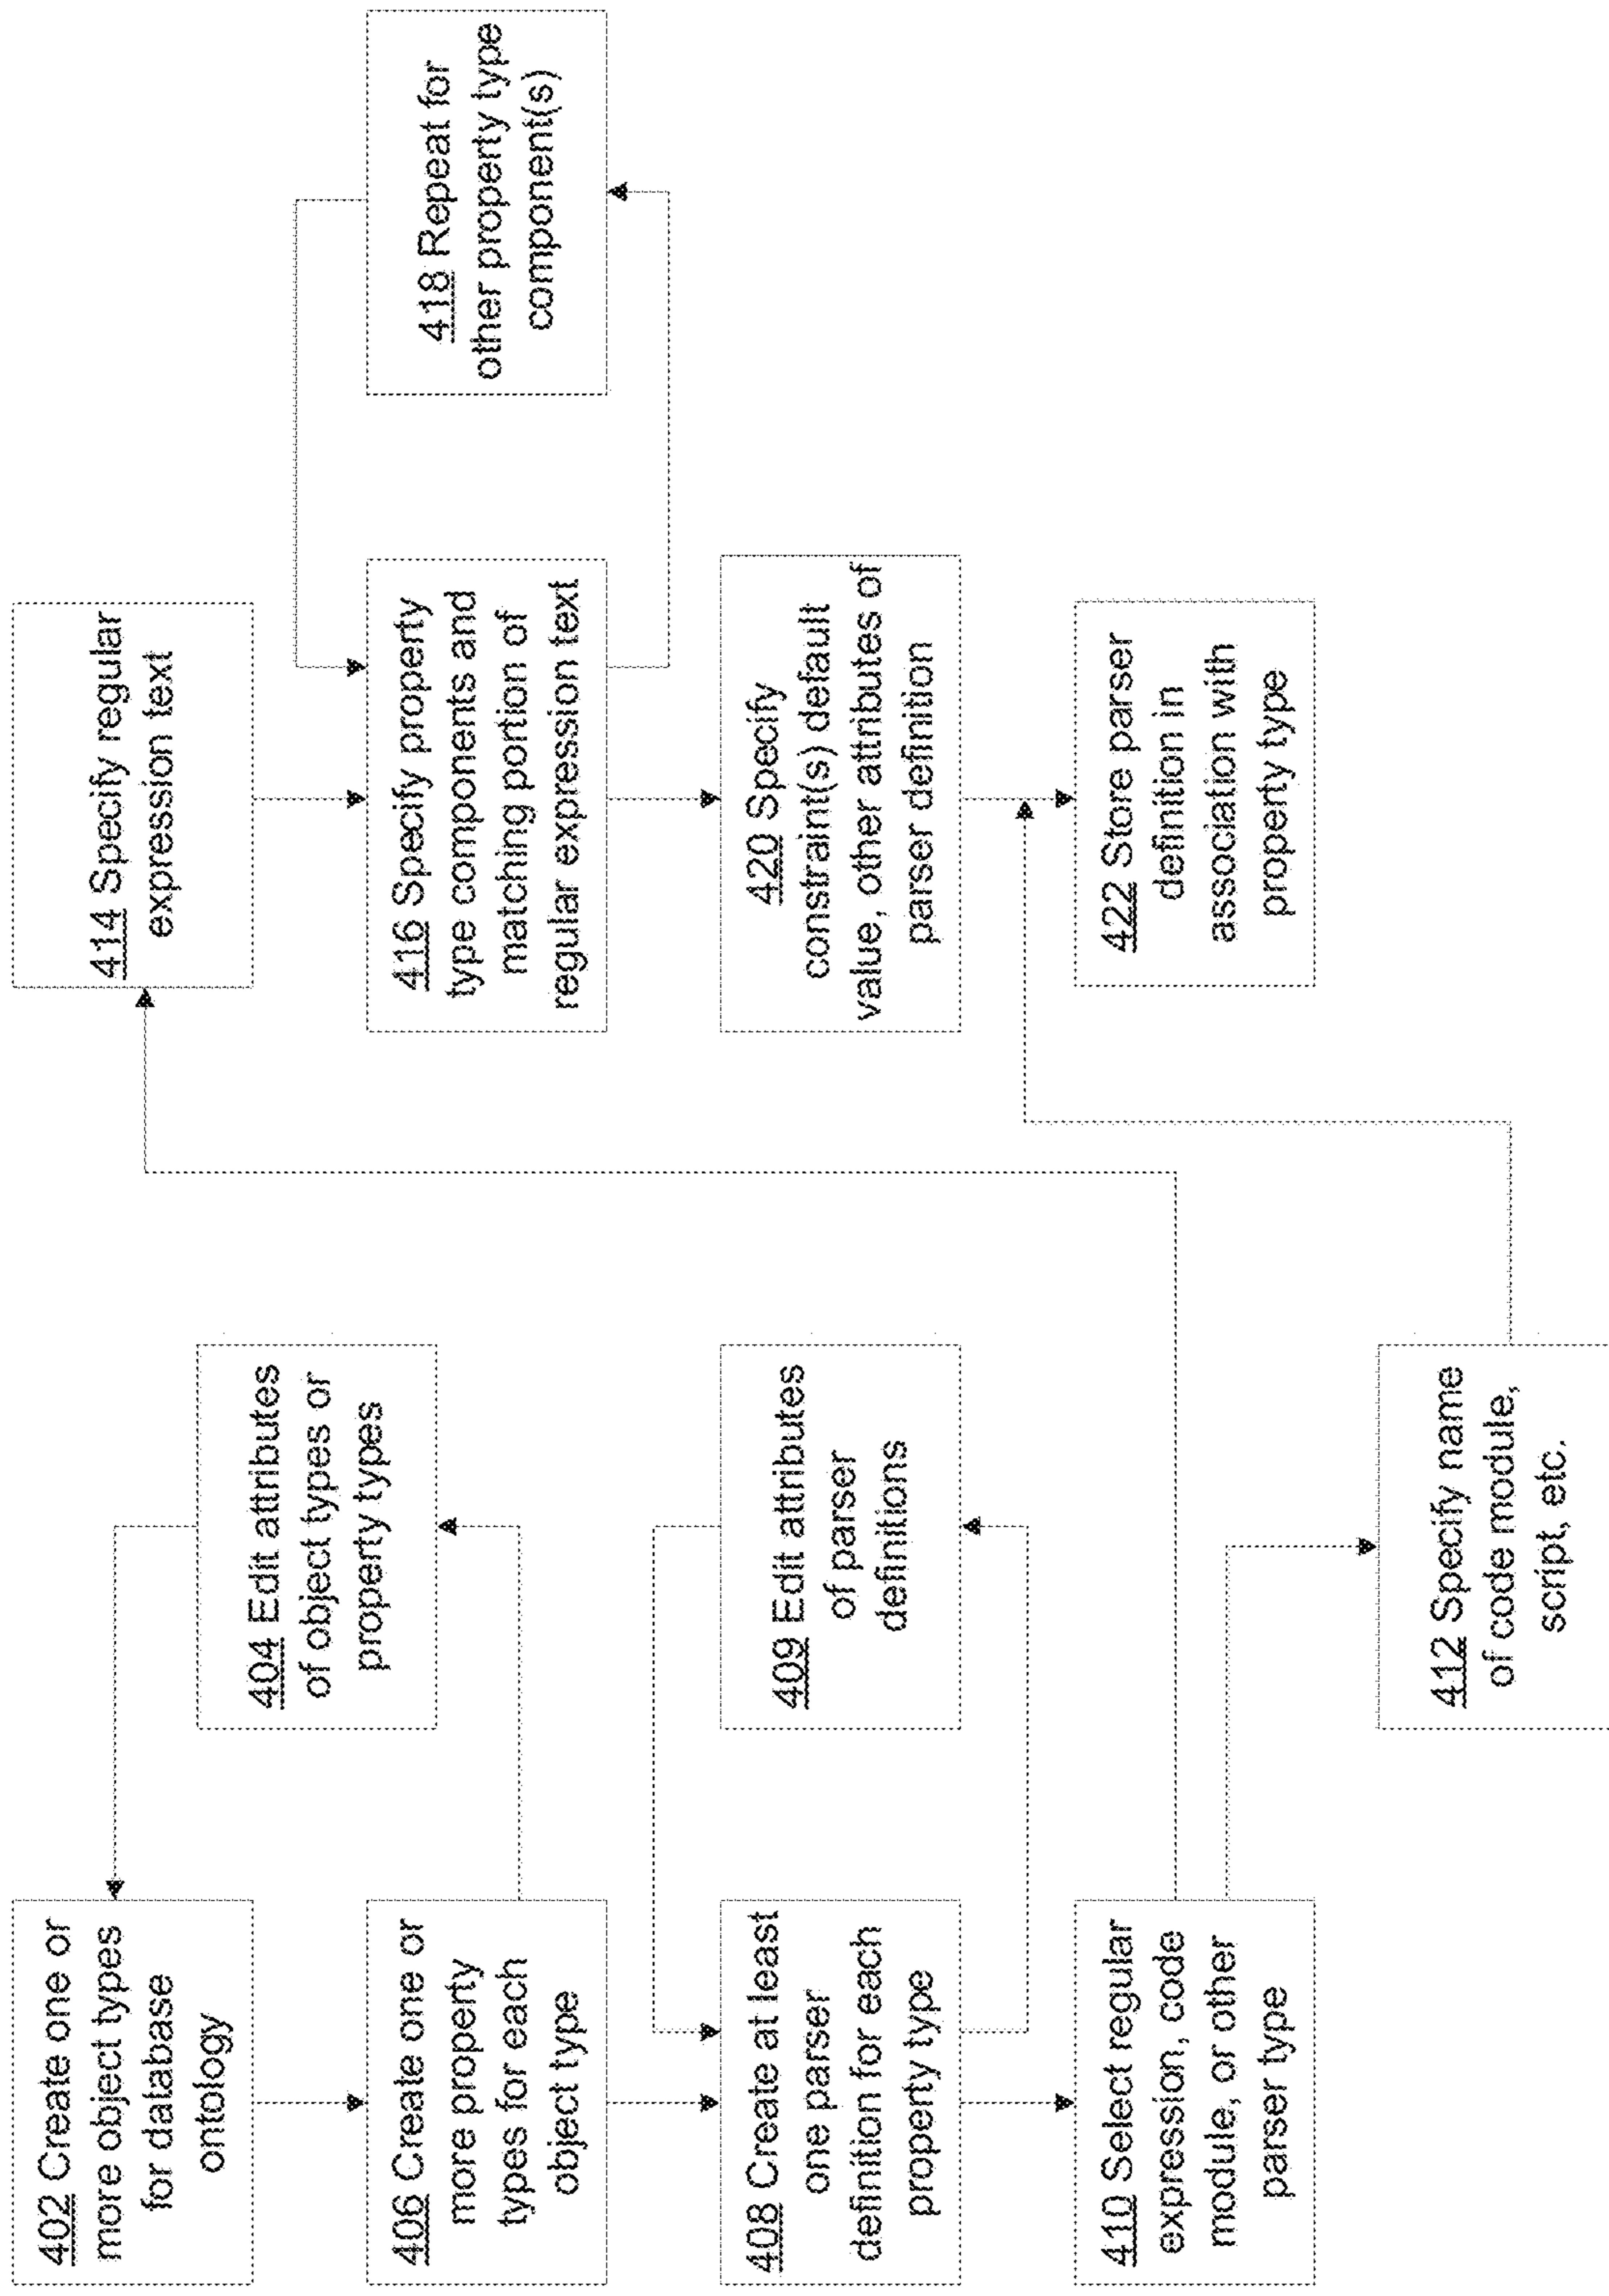 402 Create one or
more object types
for database
ontology
404 Edit attributes
of object types or
property types
406 Create one or
more property
types for each
object type
408 Create at least
one parser
definition for each
property type
409 Edit attributes
of parser
definitions
410 Select regular
expression, code
module, or other
parser type
412 Specify name
of code module,
script, etc.
414 Specify regular
expression text
416 Specify property
type components and
matching portion of
regular expression text
418 Repeat for
other property type
component(s)
420 Specify
constraint(s) default
value, other attributes of
parser definition
422 Store parser
definition in
association with
property type